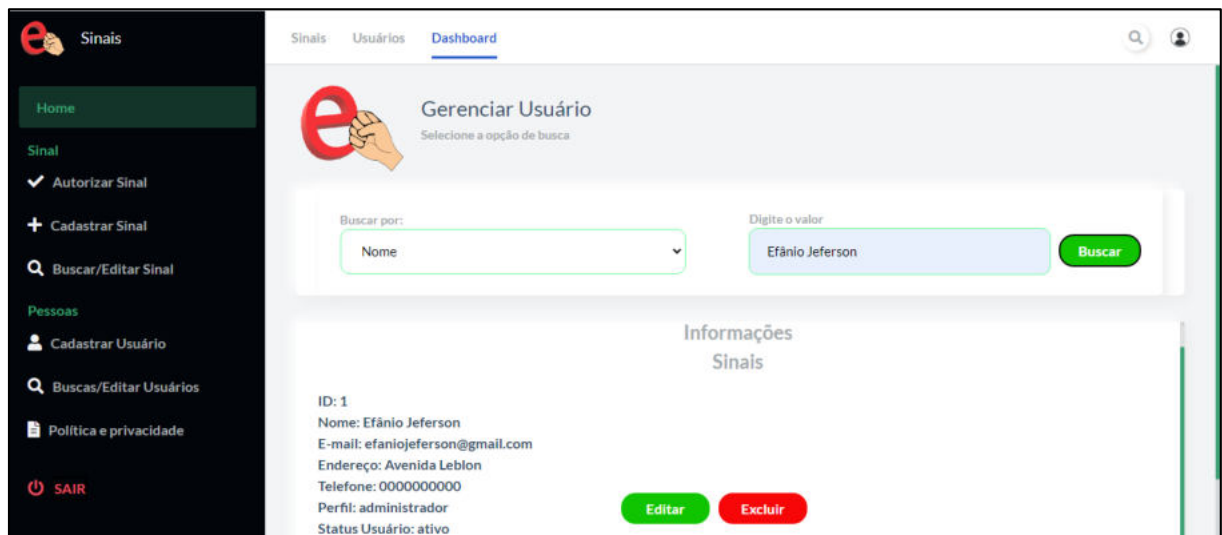 Sinais
Home
Sinal
Autorizar Sinal
Cadastrar Sinal
Buscar/Editar Sinal
Pessoas
Cadastrar Usuário
Buscas/Editar Usuários
Política e privacidade
SAIR
Sinais Usuários Dashboard
e
Gerenciar Usuário
Selecione a opção de busca
Buscar por:
Nome
Digite o valor
Efânio Jeferson
Buscar
Informações
Sinais
ID: 1
Nome: Efânio Jeferson
E-mail: efaniojeferson@gmail.com
Endereço: Avenida Leblon
Telefone: 0000000000
Perfil: administrador
Status Usuário: ativo
Editar Excluir